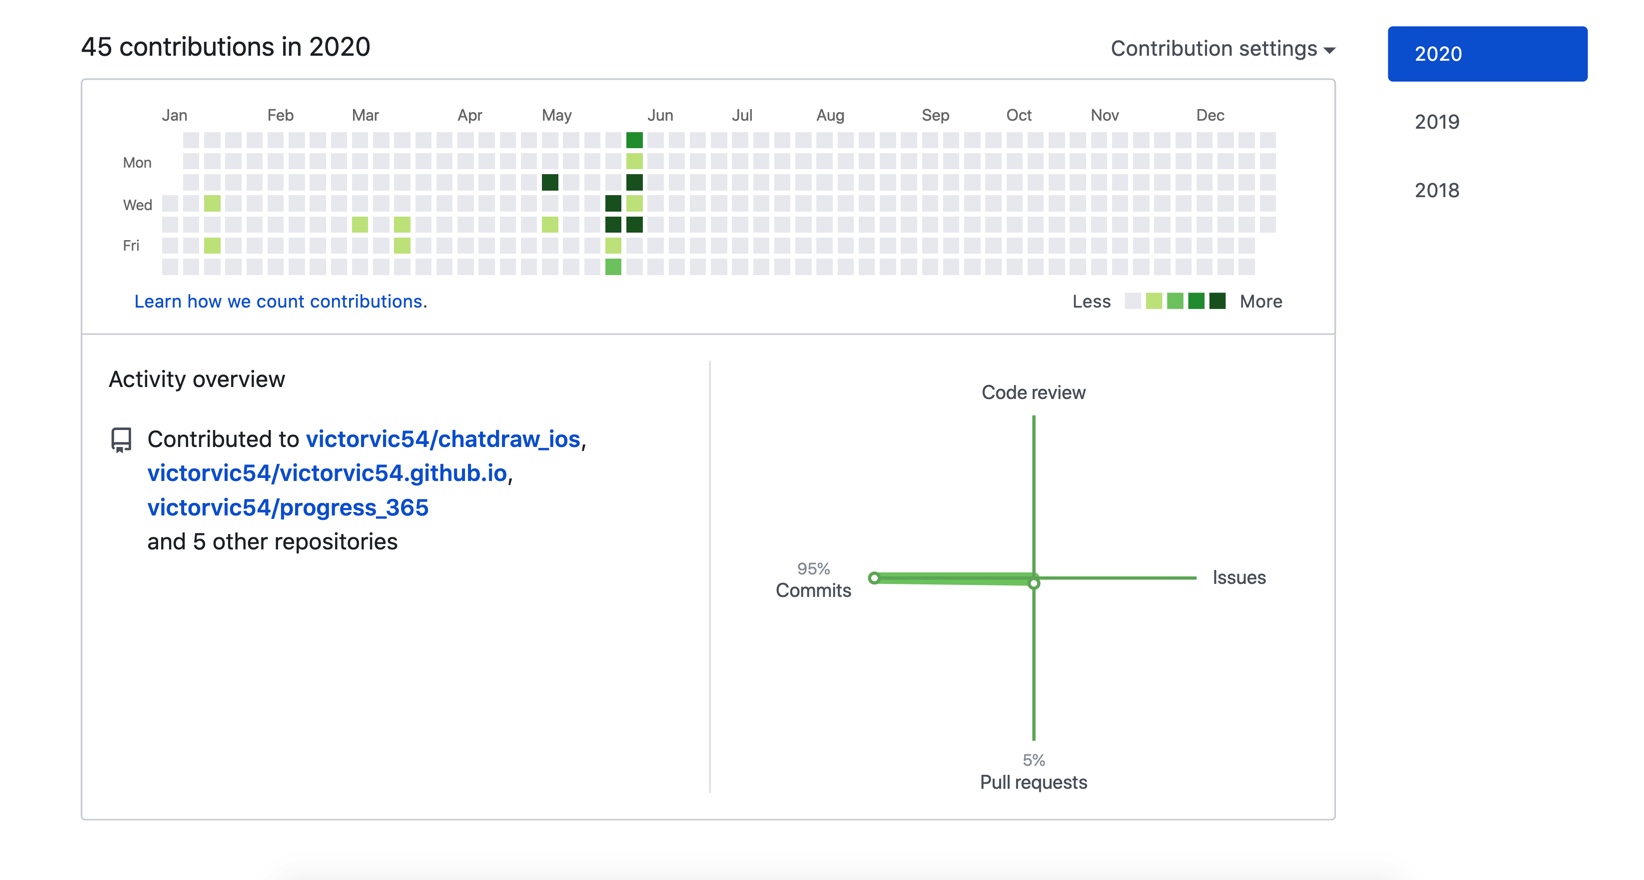 45 contributions in 2020
Contribution settings
2020
2019
2018
Jan Feb Mar Apr May Jun Jul Aug Sep Oct Nov Dec
Mon
Wed
Fri
Learn how we count contributions.
Less More
Activity overview
Contributed to victorvic54/chatdraw_ios,
victorvic54/victorvic54.github.io,
victorvic54/progress_365
and 5 other repositories
Code review
95%
Commits
Issues
5%
Pull requests